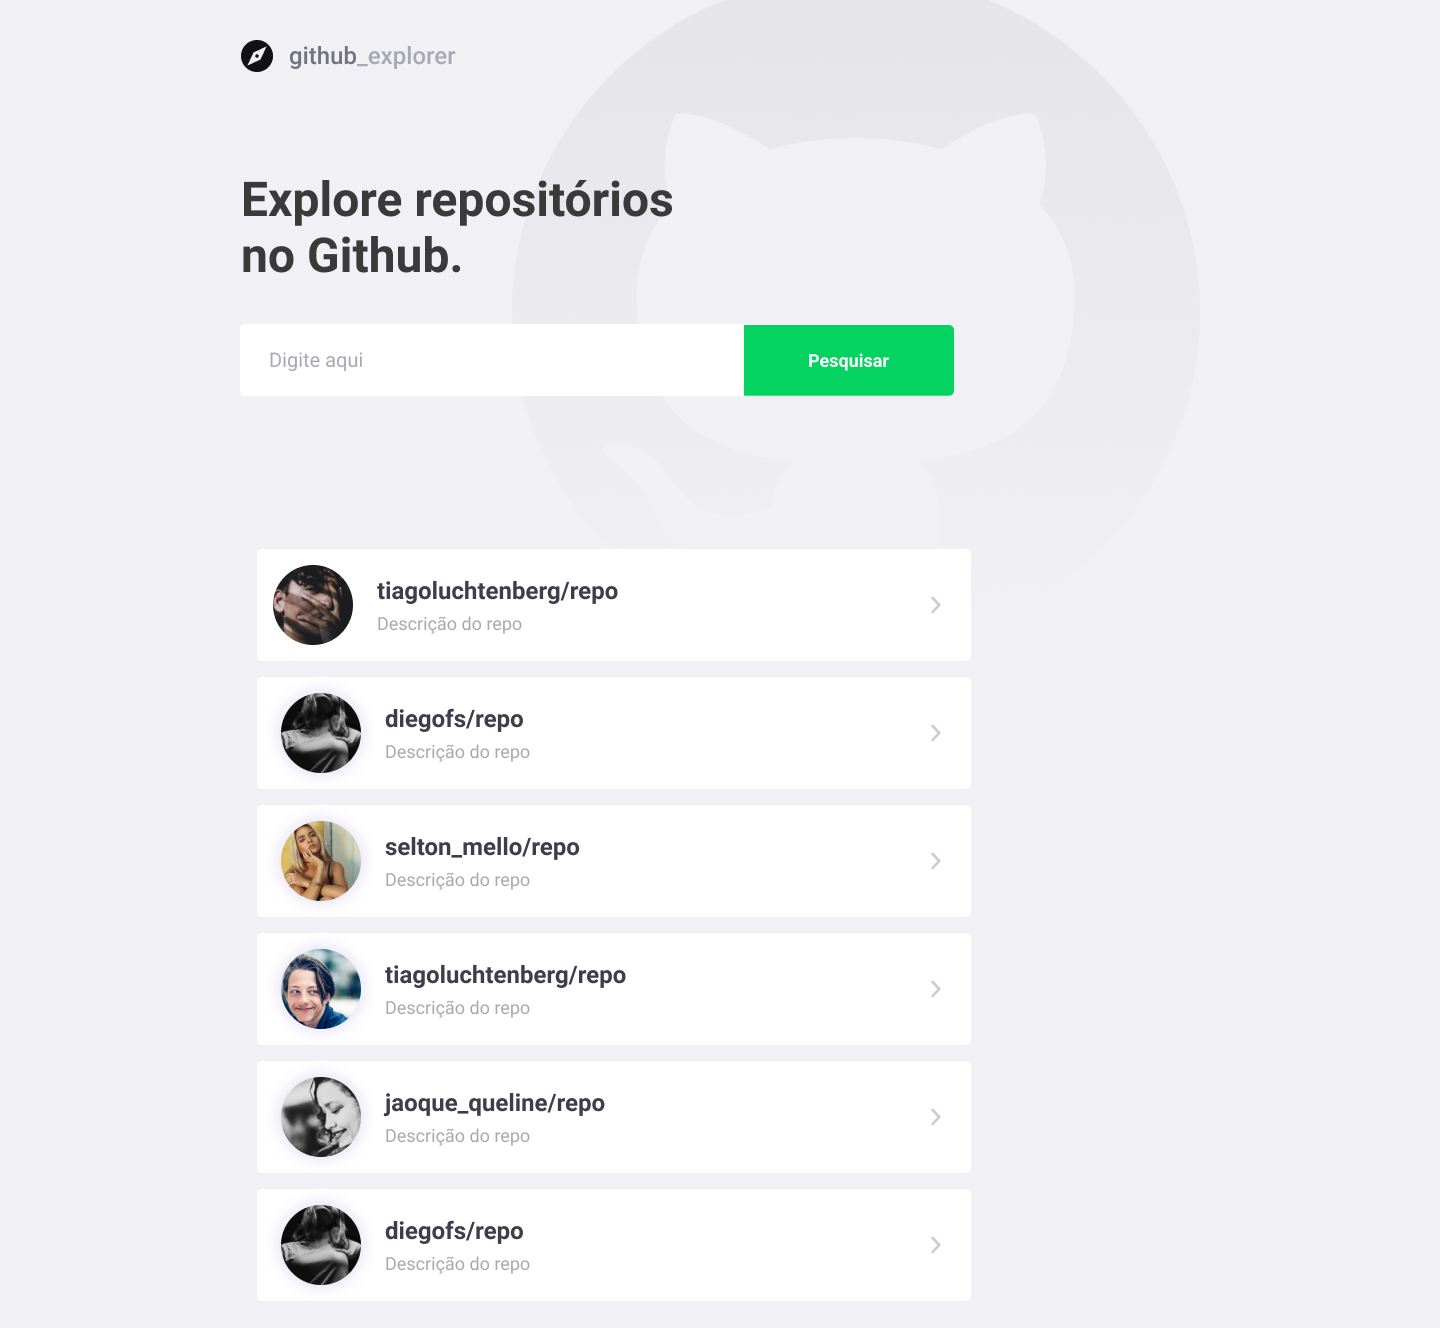 github_explorer
Explore repositórios
no Github.
Digite aqui
Pesquisar
tiagoluchtenberg/repo
Descrição do repo
diegofs/repo
Descrição do repo
selton_mello/repo
Descrição do repo
tiagoluchtenberg/repo
Descrição do repo
jaoque_queline/repo
Descrição do repo
diegofs/repo
Descrição do repo